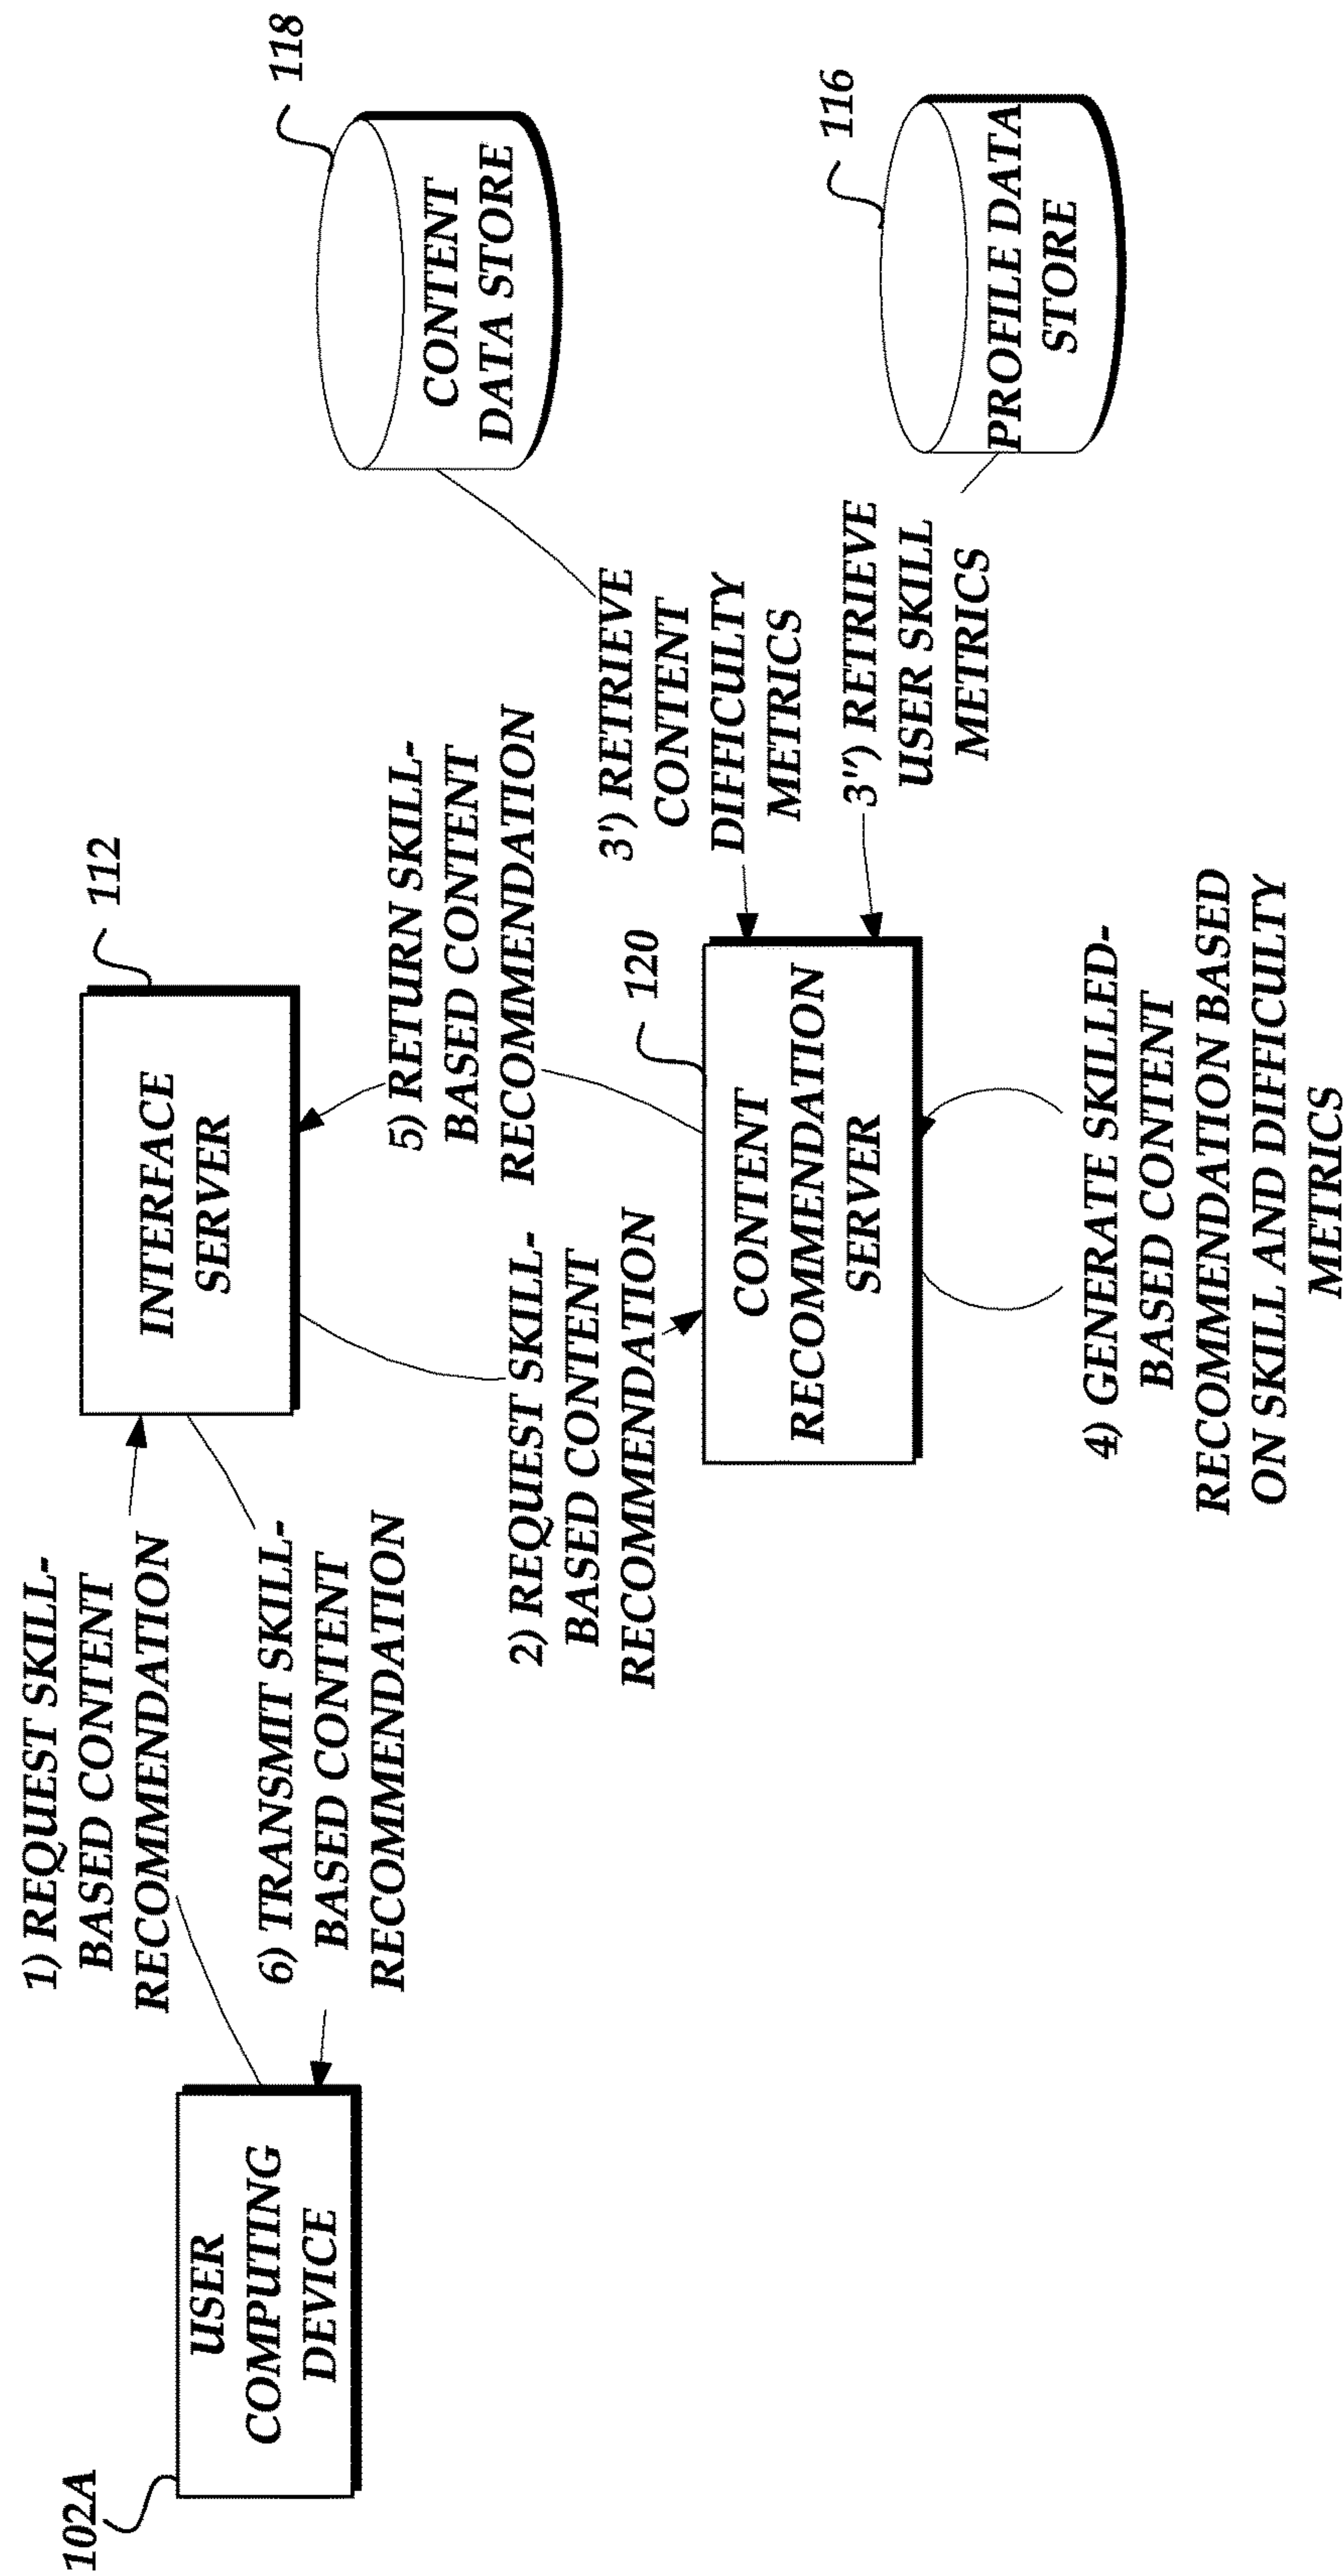 102A
USER
COMPUTING
DEVICE
1) REQUEST SKILL-
BASED CONTENT
RECOMMENDATION
6) TRANSMIT SKILL-
BASED CONTENT
RECOMMENDATION
112
INTERFACE
SERVER
2) REQUEST SKILL-
BASED CONTENT
RECOMMENDATION
5) RETURN SKILL-
BASED CONTENT
RECOMMENDATION
120
CONTENT
RECOMMENDATION
SERVER
3') RETRIEVE
CONTENT
DIFFICULTY
METRICS
3'') RETRIEVE
USER SKILL
METRICS
4) GENERATE SKILLED-
BASED CONTENT
RECOMMENDATION BASED
ON SKILL AND DIFFICULTY
METRICS
118
CONTENT
DATA STORE
116
PROFILE DATA
STORE